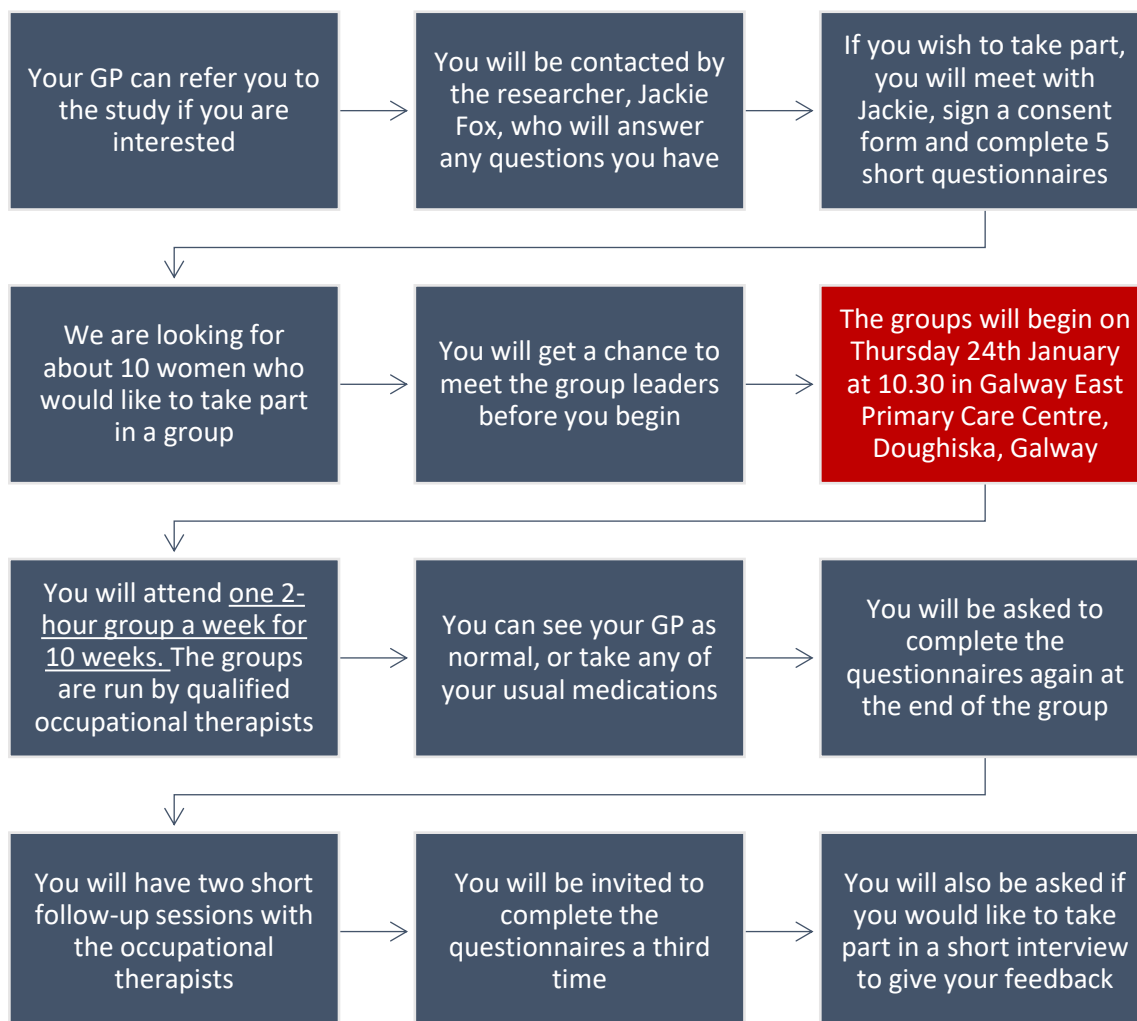 Your GP can refer you to
the study if you are
interested
You will be contacted by
the researcher, Jackie
Fox, who will answer
any questions you have
If you wish to take part,
you will meet with
Jackie, sign a consent
form and complete 5
short questionnaires
We are looking for
about 10 women who
would like to take part
in a group
You will get a chance to
meet the group leaders
before you begin
The groups will begin on
Thursday 24th January
at 10.30 in Galway East
Primary Care Centre,
Doughiska, Galway
You will attend one 2-
hour group a week for
10 weeks. The groups
are run by qualified
occupational therapists
You can see your GP as
normal, or take any of
your usual medications
You will be asked to
complete the
questionnaires again at
the end of the group
You will have two short
follow-up sessions with
the occupational
therapists
You will be invited to
complete the
questionnaires a third
time
You will also be asked if
you would like to take
part in a short interview
to give your feedback